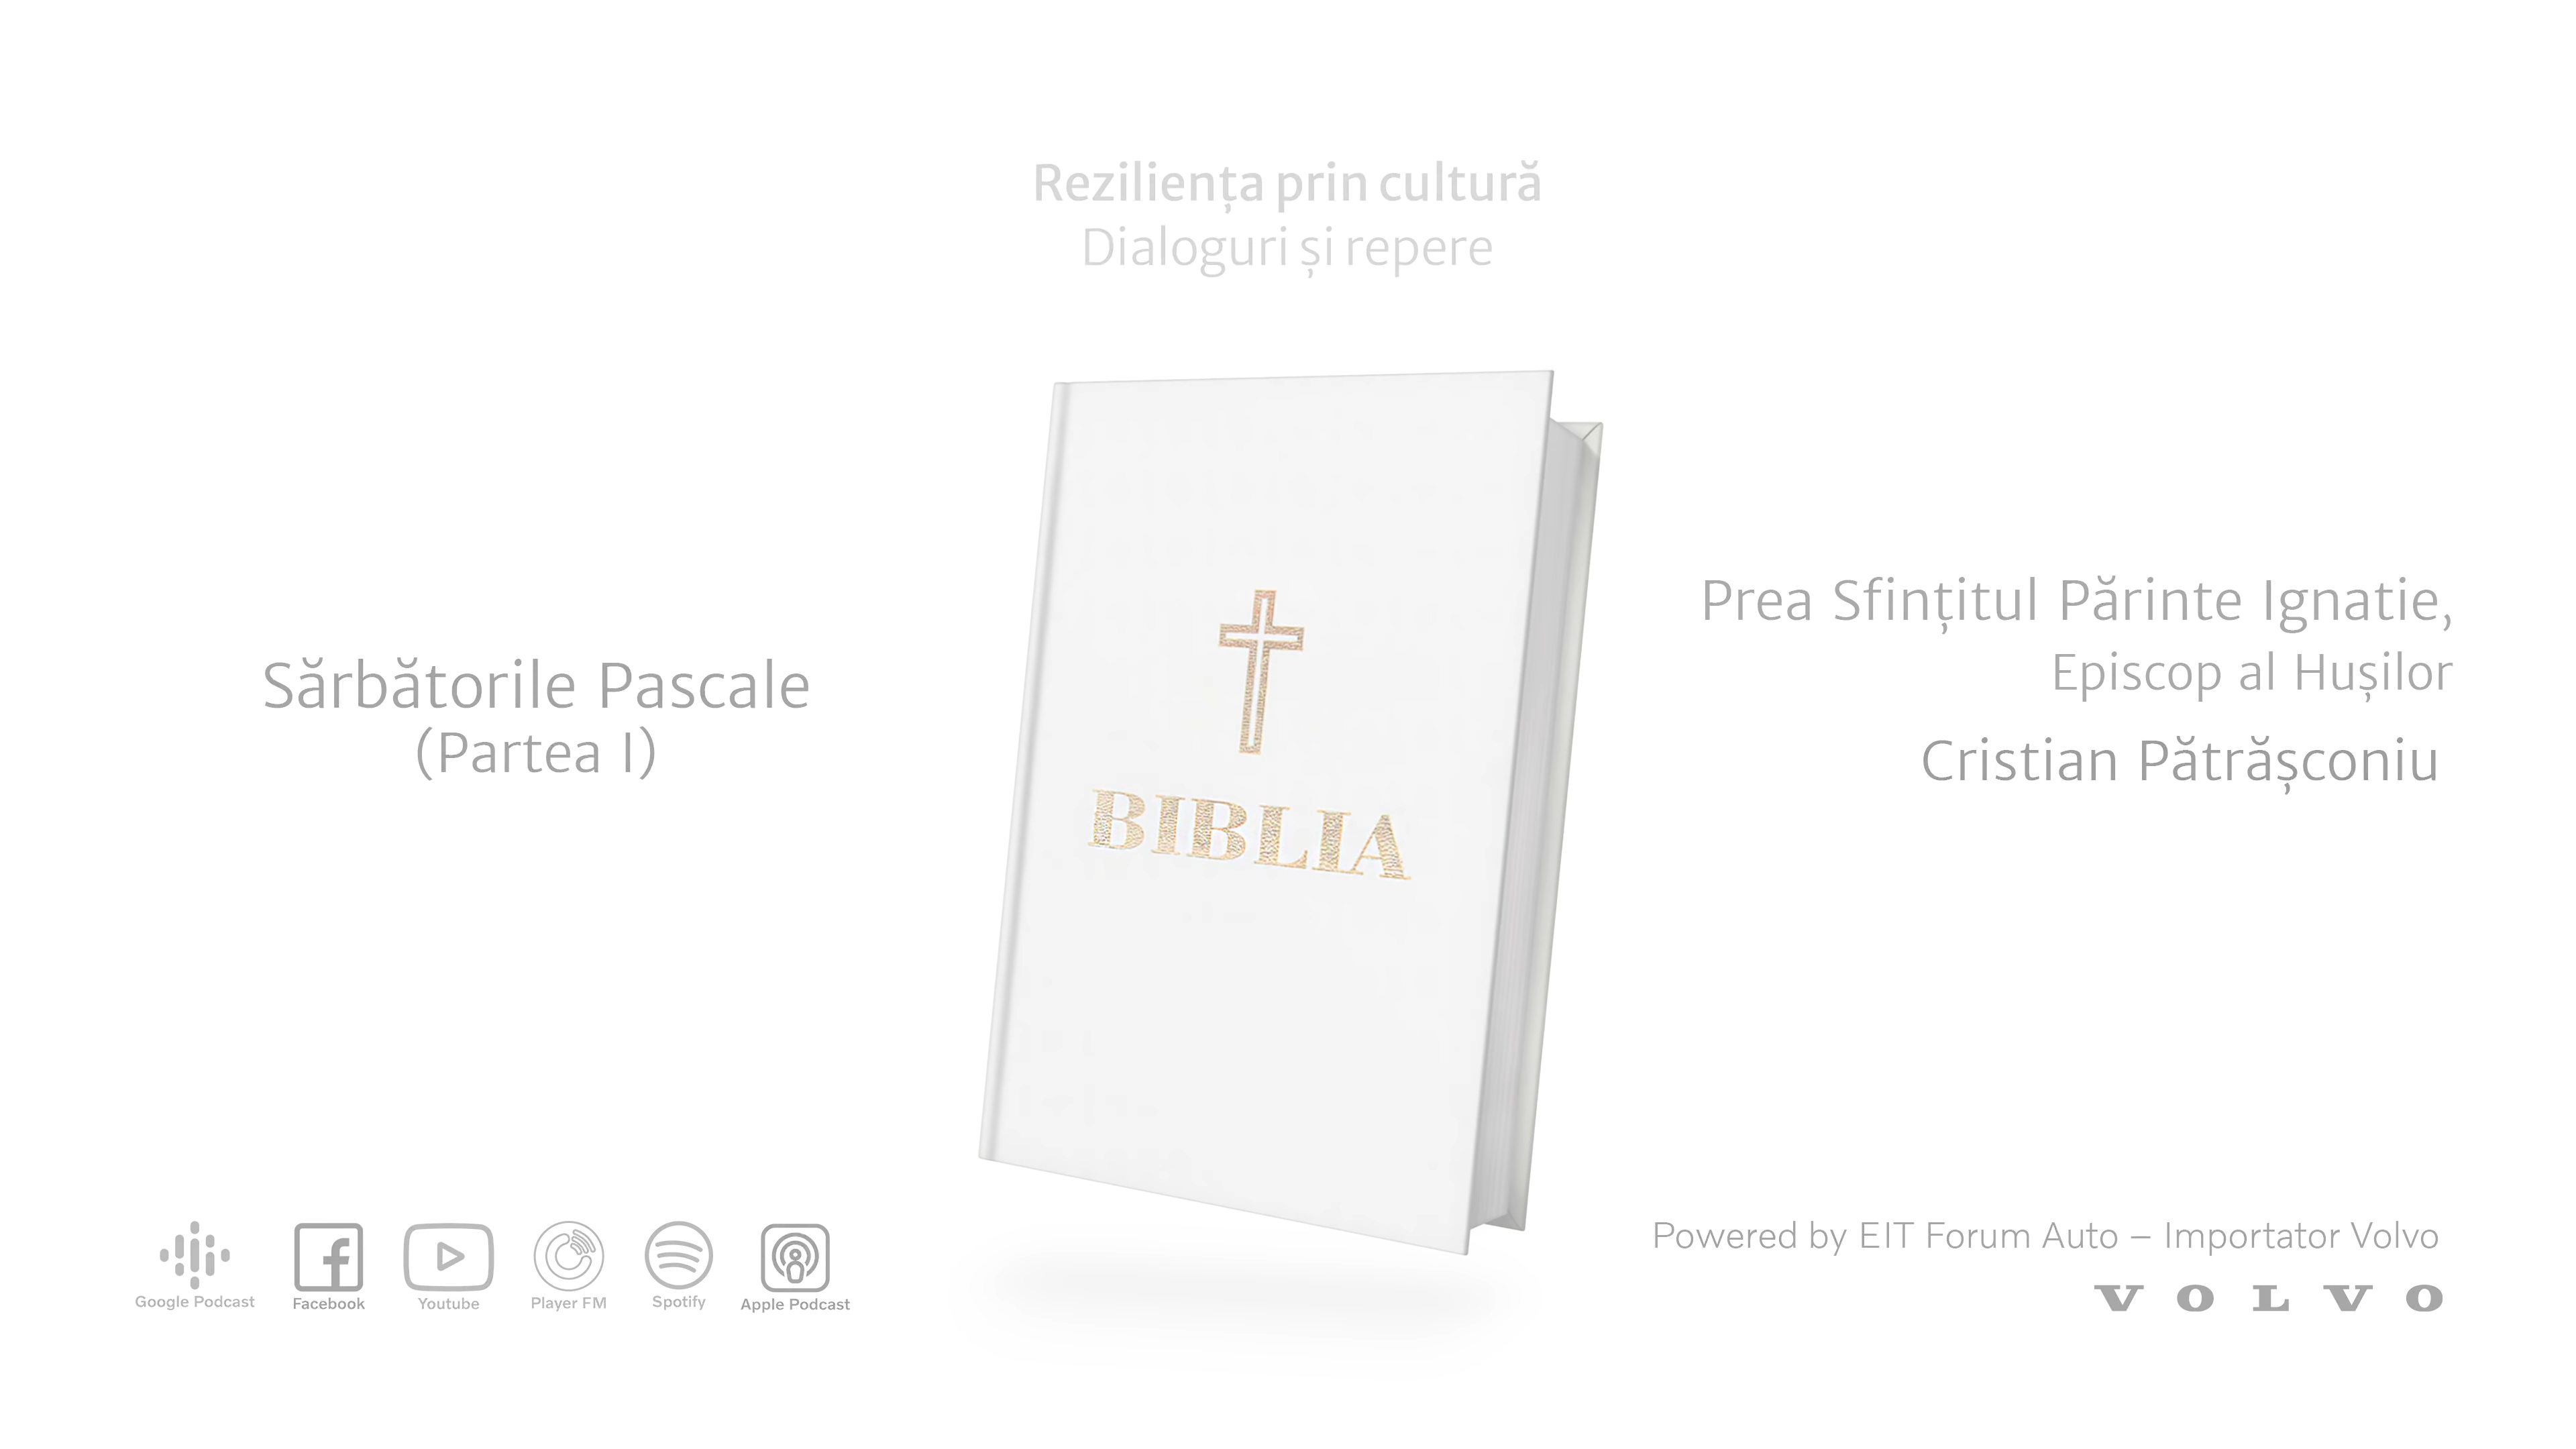 Reziliența prin cultură
Dialoguri și repere
Sărbătorile Pascale
(Partea I)
BIBLIA
Prea Sfințitul Părinte Ignatie,
Episcop al Hușilor
Cristian Pătrășconiu
Google Podcast
Facebook
Youtube
Player FM
Spotify
Apple Podcast
Powered by EIT Forum Auto – Importator Volvo
VOLVO